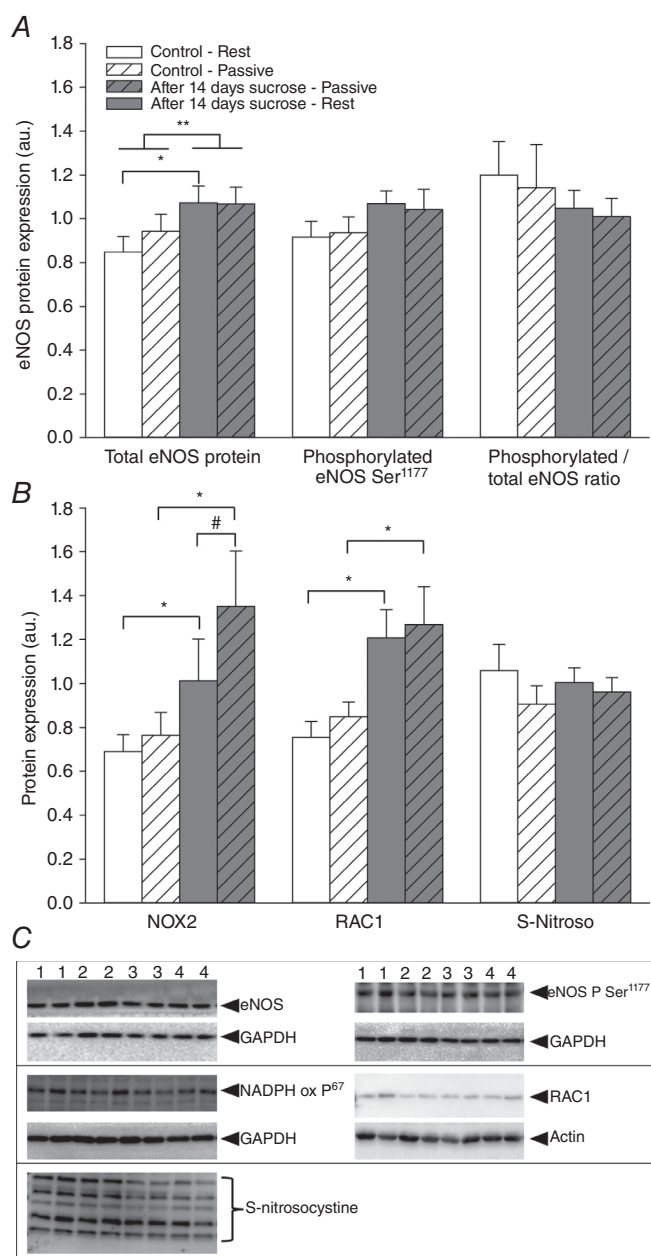 A
1.8
1.6
1.4
1.2
1.0
0.8
0.6
0.4
0.2
0.0
eNOS protein expression (au.)
Control - Rest
Control - Passive
After 14 days sucrose - Passive
After 14 days sucrose - Rest
**
*
Total eNOS protein
Phosphorylated
eNOS Ser¹¹⁷⁷
Phosphorylated /
total eNOS ratio
B
1.8
1.6
1.4
1.2
1.0
0.8
0.6
0.4
0.2
0.0
Protein expression (au.)
*
#
*
*
*
NOX2
RAC1
S-Nitroso
C
1 1 2 2 3 3 4 4
eNOS
GAPDH
1 1 2 2 3 3 4 4
eNOS P Ser¹¹⁷⁷
GAPDH
NADPH ox P⁶⁷
GAPDH
RAC1
Actin
S-nitrosocystine